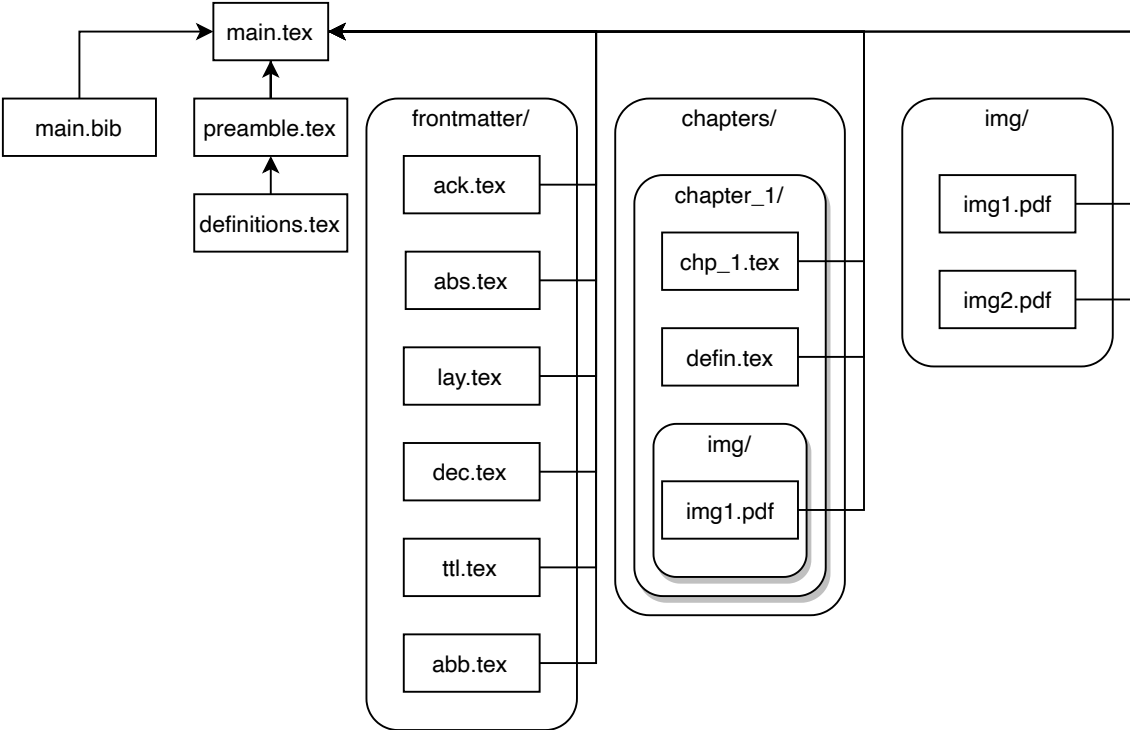 main.tex
main.bib
preamble.tex
definitions.tex
frontmatter/
ack.tex
abs.tex
lay.tex
dec.tex
ttl.tex
abb.tex
chapters/
chapter_1/
chp_1.tex
defin.tex
img/
img1.pdf
img/
img1.pdf
img2.pdf